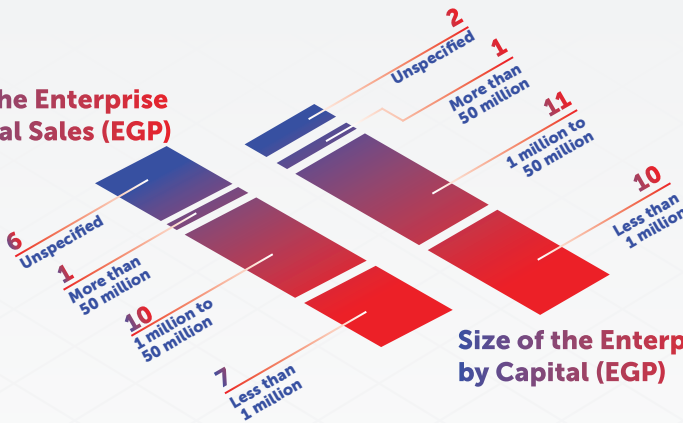 he Enterprise
al Sales (EGP)
6
Unspecified
1
More than
50 million
10
1 million to
50 million
7
Less than
1 million
2
Unspecified
1
More than
50 million
11
1 million to
50 million
10
Less than
1 million
Size of the Enterp
by Capital (EGP)